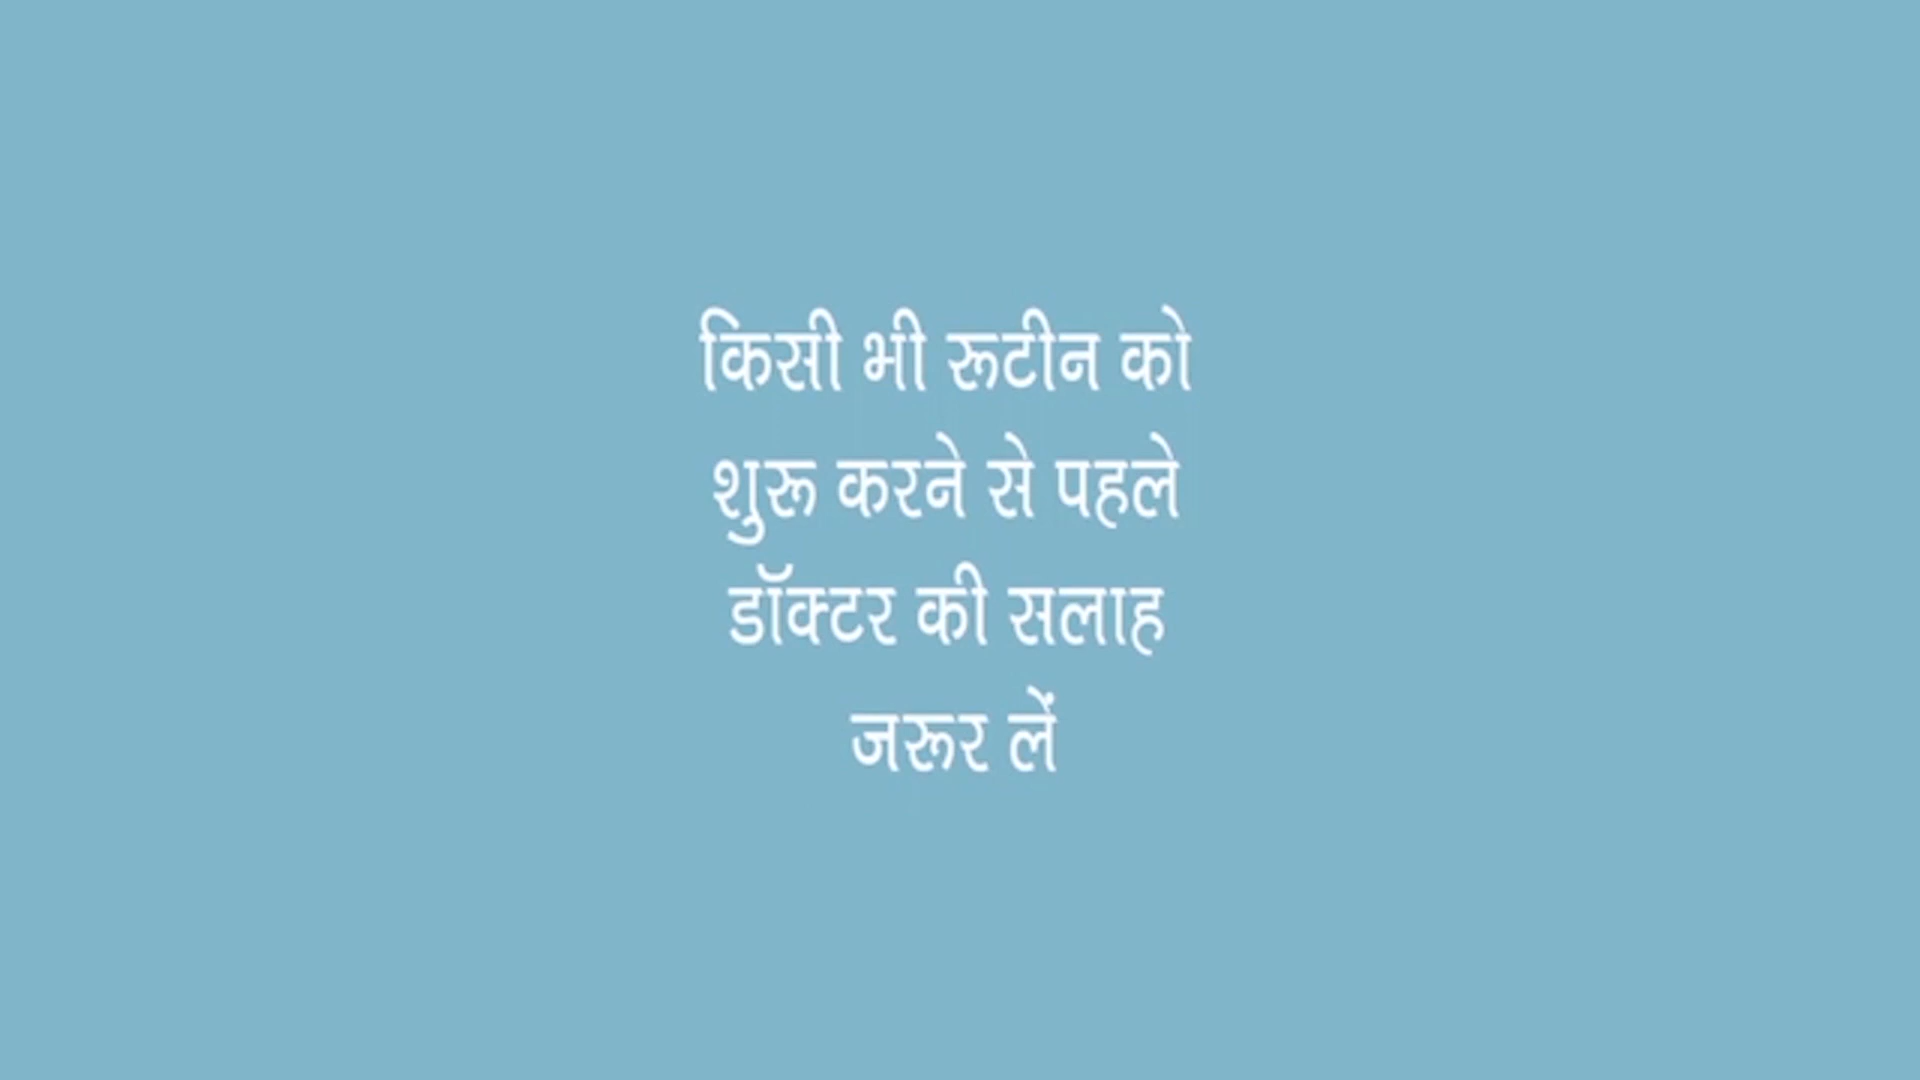 किसी भी रूटीन को
शुरू करने से पहले
डॉक्टर की सलाह
जरूर लें